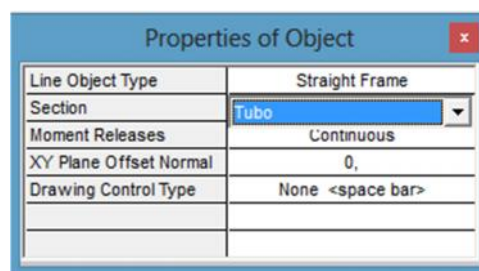 Properties of Object
x
Line Object Type Straight Frame
Section Tubo
Moment Releases Continuous
XY Plane Offset Normal 0,
Drawing Control Type None <space bar>